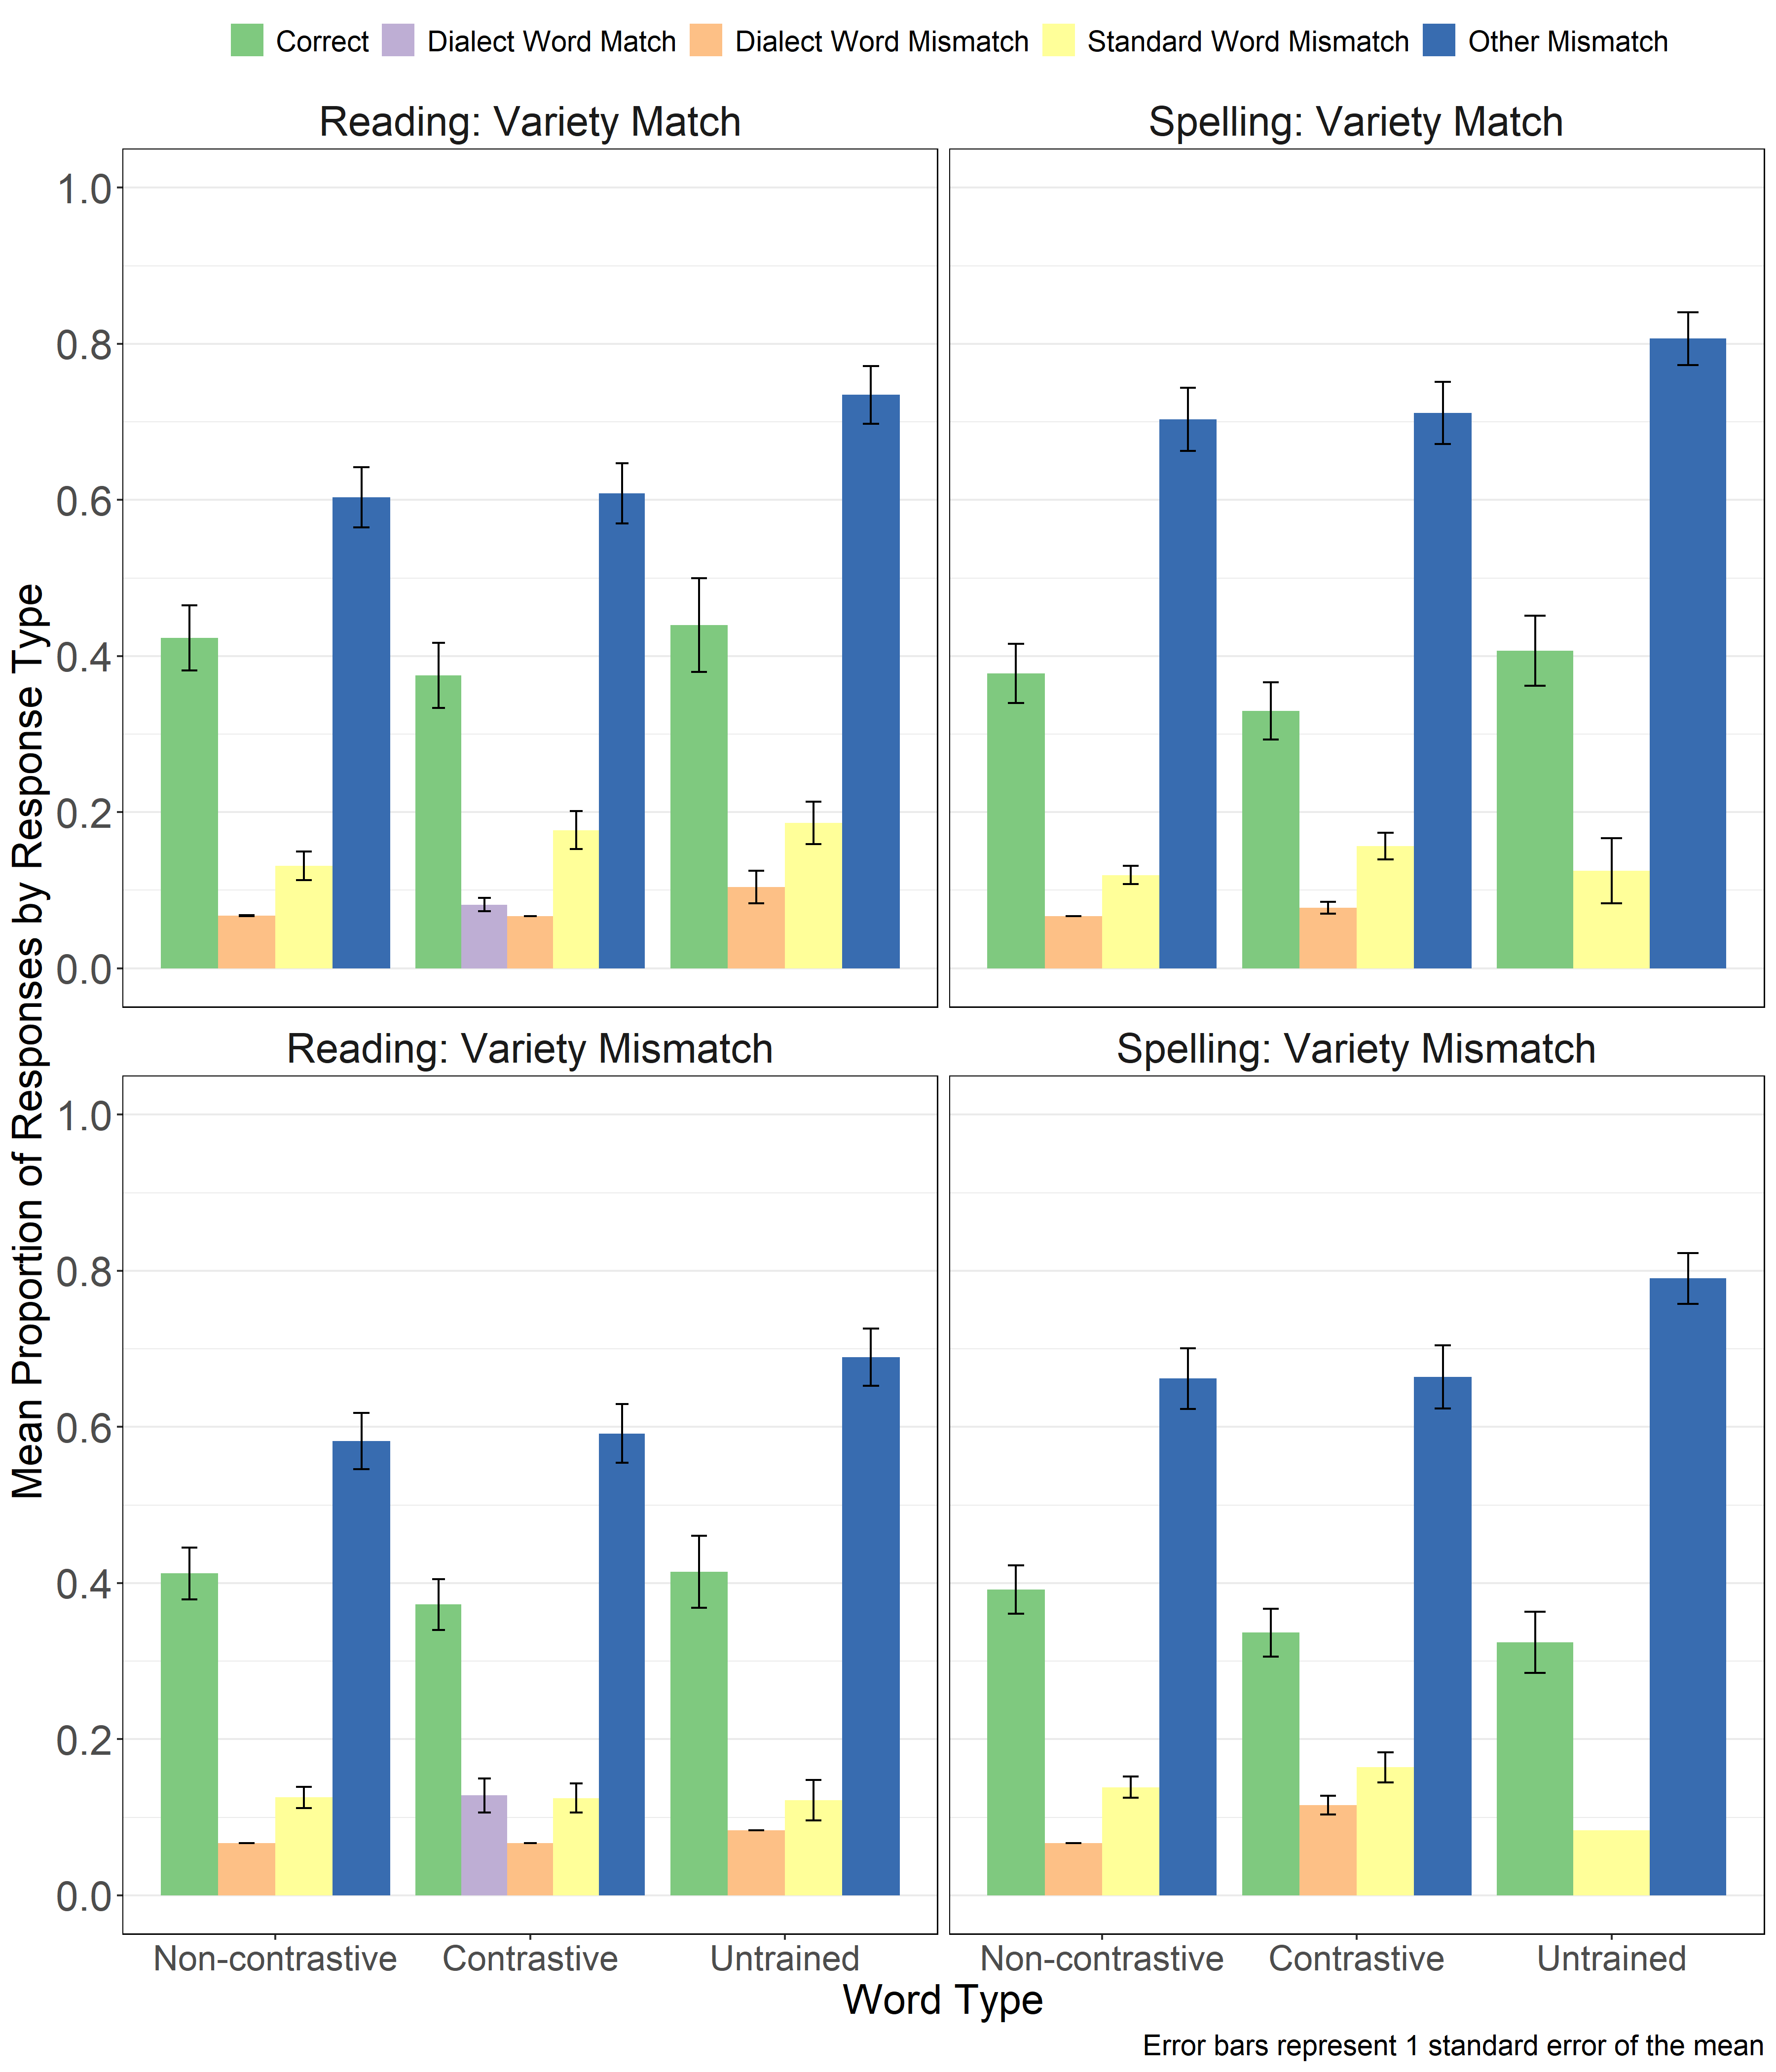 Correct Dialect Word Match Dialect Word Mismatch Standard Word Mismatch Other Mismatch
Reading: Variety Match
Spelling: Variety Match
1.0
0.8
0.6
0.4
0.2
0.0
Mean Proportion of Responses by Response Type
Reading: Variety Mismatch
Spelling: Variety Mismatch
1.0
0.8
0.6
0.4
0.2
0.0
Non-contrastive Contrastive Untrained
Non-contrastive Contrastive Untrained
Word Type
Error bars represent 1 standard error of the mean